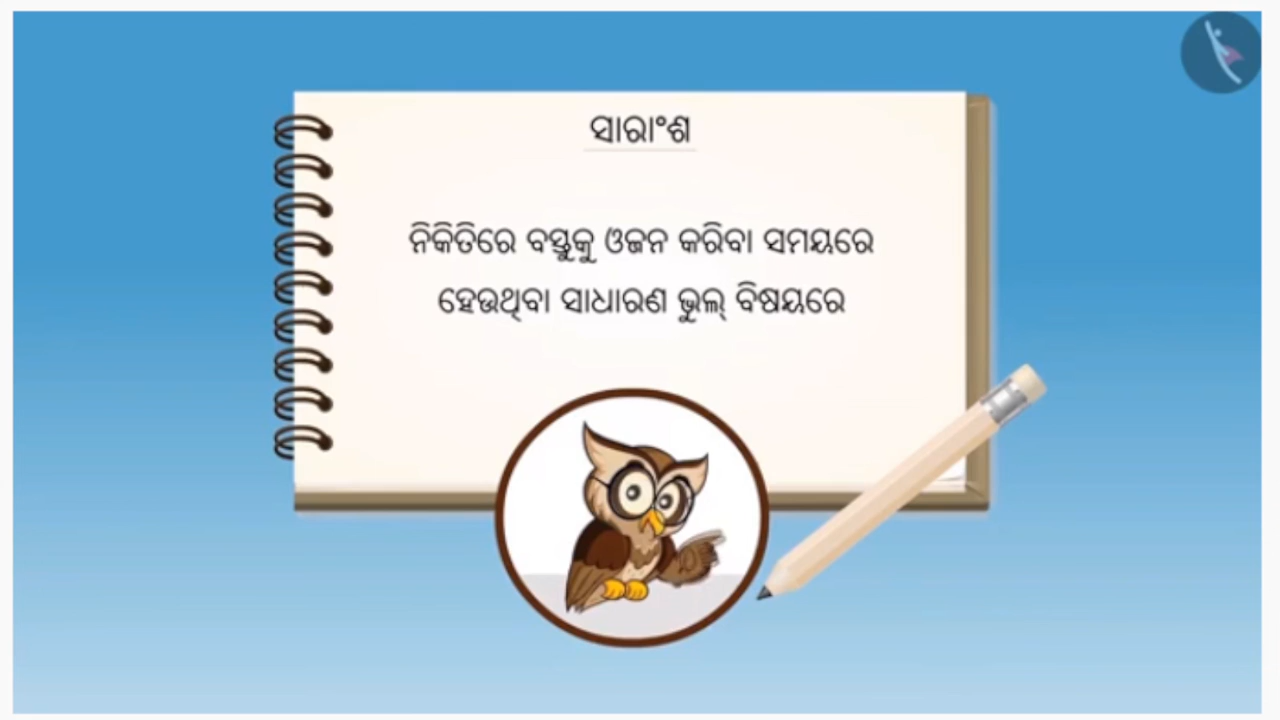 ସାରାଂଶ
ନିକିତିରେ ବସ୍ତୁକୁ ଓଜନ କରିବା ସମୟରେ
ହେଉଥିବା ସାଧାରଣ ଭୁଲ୍ ବିଷୟରେ